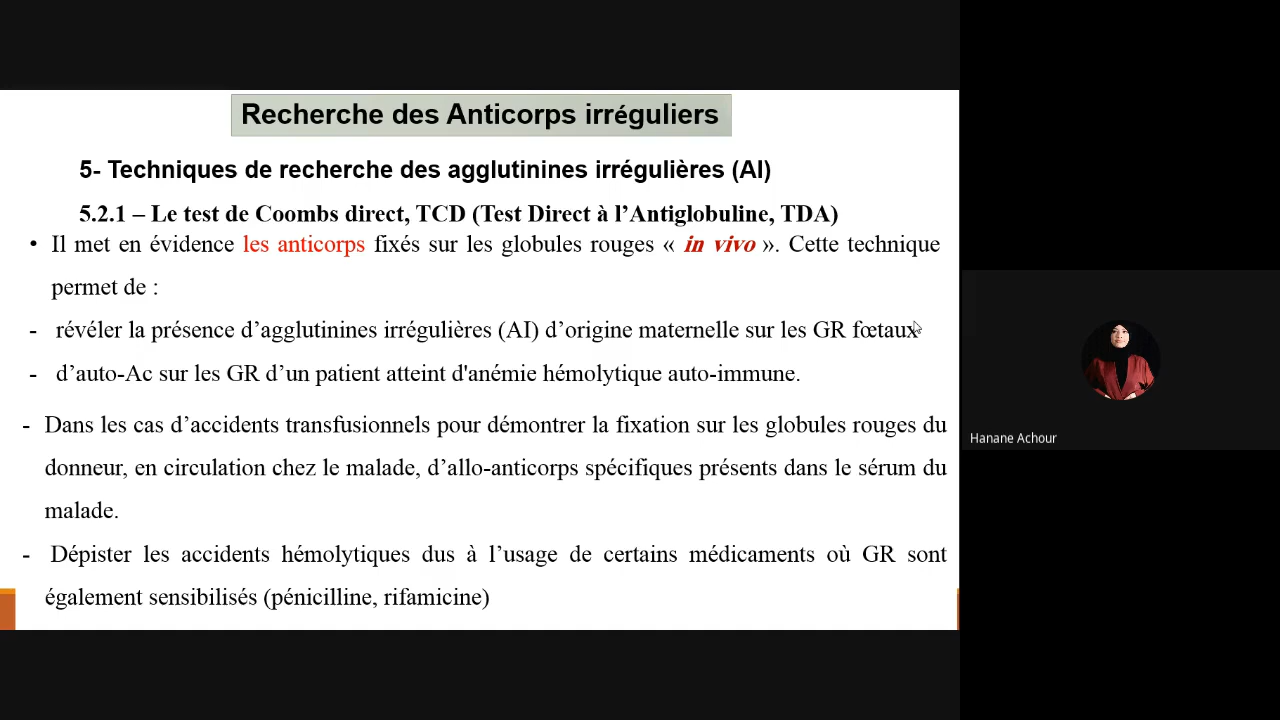 Recherche des Anticorps irréguliers
5- Techniques de recherche des agglutinines irrégulières (AI)
5.2.1 – Le test de Coombs direct, TCD (Test Direct à l’Antiglobuline, TDA)
• Il met en évidence les anticorps fixés sur les globules rouges « in vivo ». Cette technique
permet de :
- révéler la présence d’agglutinines irrégulières (AI) d’origine maternelle sur les GR fœtaux
- d’auto-Ac sur les GR d’un patient atteint d'anémie hémolytique auto-immune.
- Dans les cas d’accidents transfusionnels pour démontrer la fixation sur les globules rouges du
donneur, en circulation chez le malade, d’allo-anticorps spécifiques présents dans le sérum du
malade.
- Dépister les accidents hémolytiques dus à l’usage de certains médicaments où GR sont
également sensibilisés (pénicilline, rifamicine)
Hanane Achour